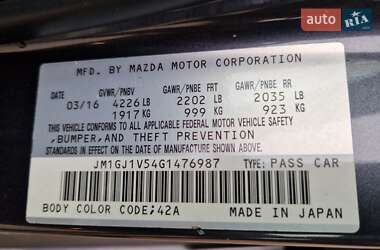 auto RIA
MFD. BY MAZDA MOTOR CORPORATION
GVWR/PNBV GAWR/PNBE FRT GAWR/PNBE RR
03/16 4226 LB 2202 LB 2035 LB
1917 KG 999 KG 923 KG
THIS VEHICLE CONFORMS TO ALL APPLICABLE FEDERAL MOTOR VEHICLE SAFETY
,BUMPER,AND THEFT PREVENTION
STANDARDS IN EFFECT ON THE DATE OF MANUFACTURE SHOWN ABOVE.
JM1GJ1V54G1476987 TYPE:PASS CAR
BODY COLOR CODE;42A MADE IN JAPAN